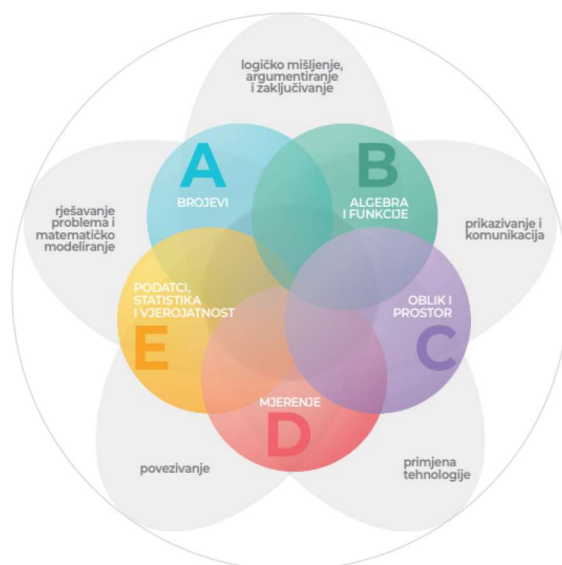 logičko mišljenje,
argumentiranje
i zaključivanje
A
BROJEVI
B
ALGEBRA
I FUNKCIJE
rješavanje
problema i
matematičko
modeliranje
prikazivanje i
komunikacija
PODATCI,
STATISTIKA
I VJEROJATNOST
E
OBLIK I
PROSTOR
C
MJERENJE
D
povezivanje
primjena
tehnologije